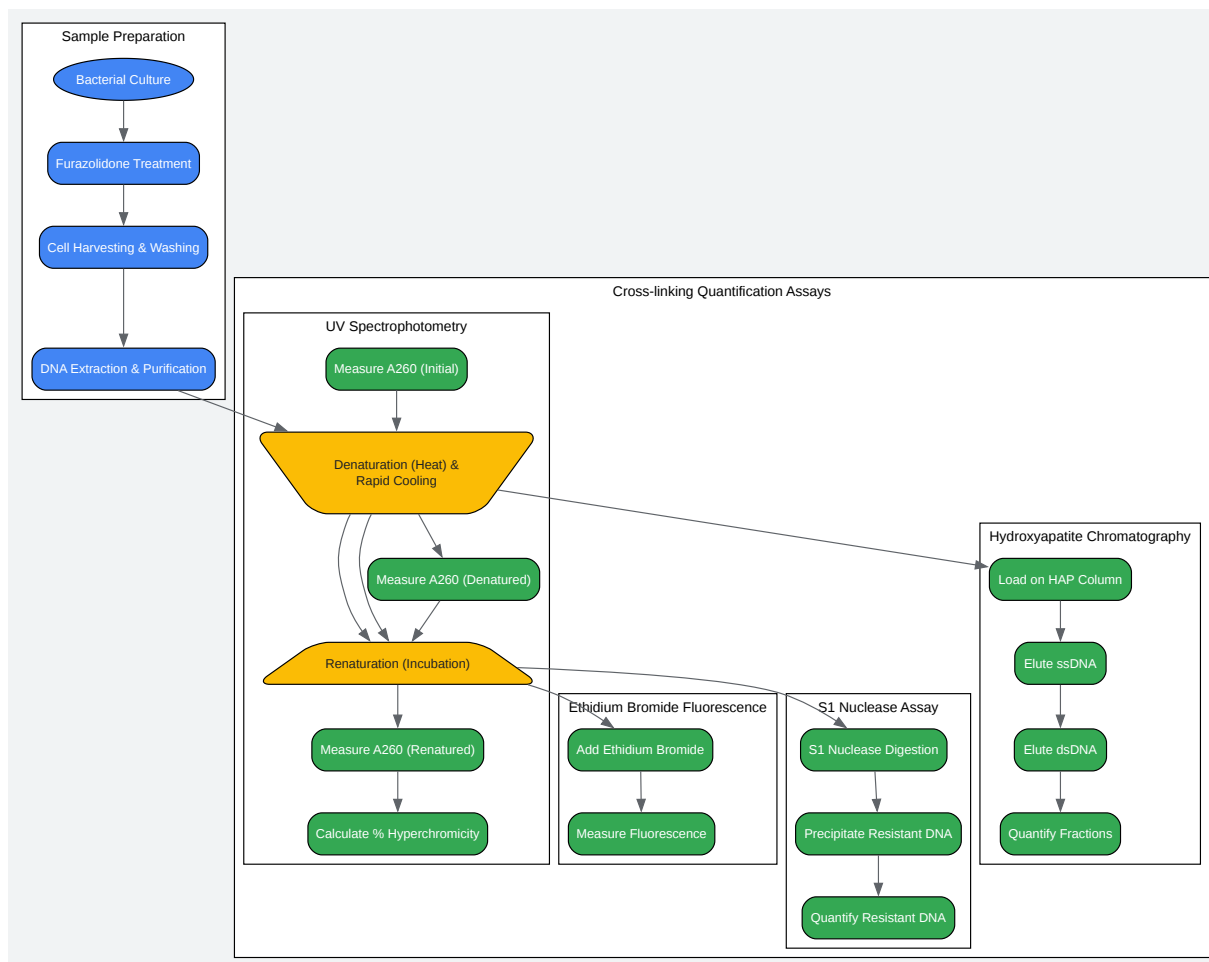 Sample Preparation
Bacterial Culture
Furazolidone Treatment
Cell Harvesting & Washing
DNA Extraction & Purification
Cross-linking Quantification Assays
UV Spectrophotometry
Measure A260 (Initial)
Denaturation (Heat) &
Rapid Cooling
Measure A260 (Denatured)
Renaturation (Incubation)
Measure A260 (Renatured)
Calculate % Hyperchromicity
Ethidium Bromide Fluorescence
Add Ethidium Bromide
Measure Fluorescence
S1 Nuclease Assay
S1 Nuclease Digestion
Precipitate Resistant DNA
Quantify Resistant DNA
Hydroxyapatite Chromatography
Load on HAP Column
Elute ssDNA
Elute dsDNA
Quantify Fractions